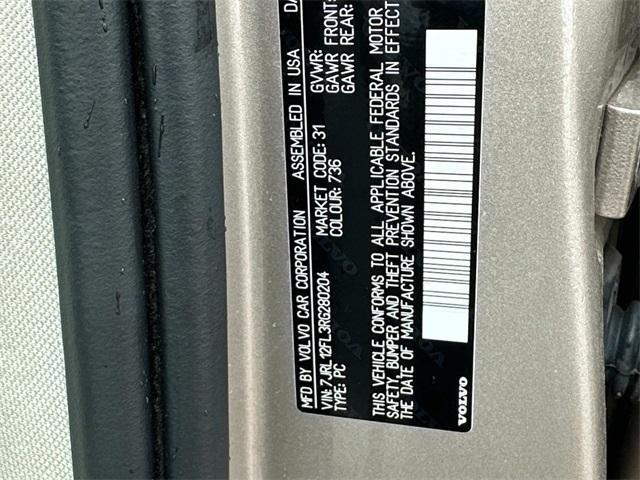 MFD BY VOLVO CAR CORPORATION ASSEMBLED IN USA DA
VIN:7JRL12FL3RG280204 MARKET CODE: 31 GVWR:
TYPE: PC COLOUR: 736 GAWR FRONT:
GAWR REAR:
THIS VEHICLE CONFORMS TO ALL APPLICABLE FEDERAL MOTOR
SAFETY, BUMPER AND THEFT PREVENTION STANDARDS IN EFFECT
THE DATE OF MANUFACTURE SHOWN ABOVE.
VOLVO